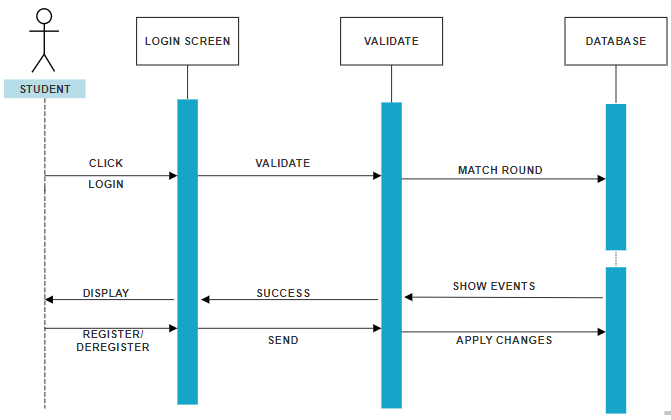 LOGIN SCREEN
VALIDATE
DATABASE
STUDENT
CLICK
LOGIN
VALIDATE
MATCH ROUND
DISPLAY
SUCCESS
SHOW EVENTS
REGISTER/
DEREGISTER
SEND
APPLY CHANGES